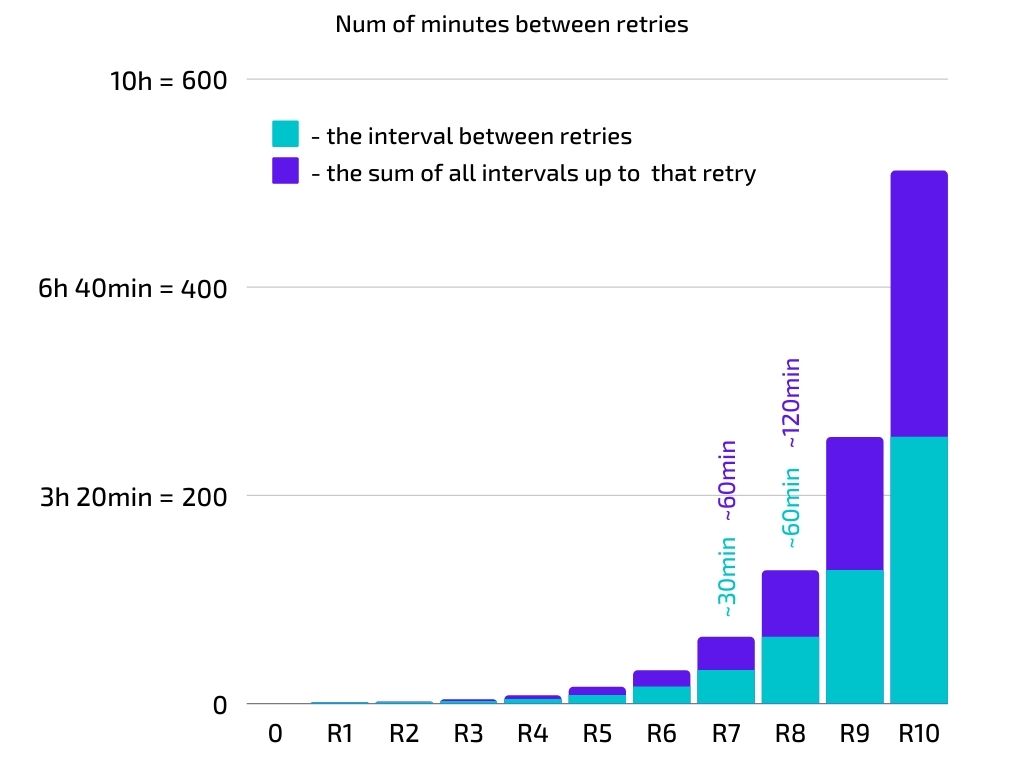 Num of minutes between retries
10h = 600
- the interval between retries
- the sum of all intervals up to that retry
6h 40min = 400
~30min ~60min
~60min ~120min
3h 20min = 200
0
0 R1 R2 R3 R4 R5 R6 R7 R8 R9 R10